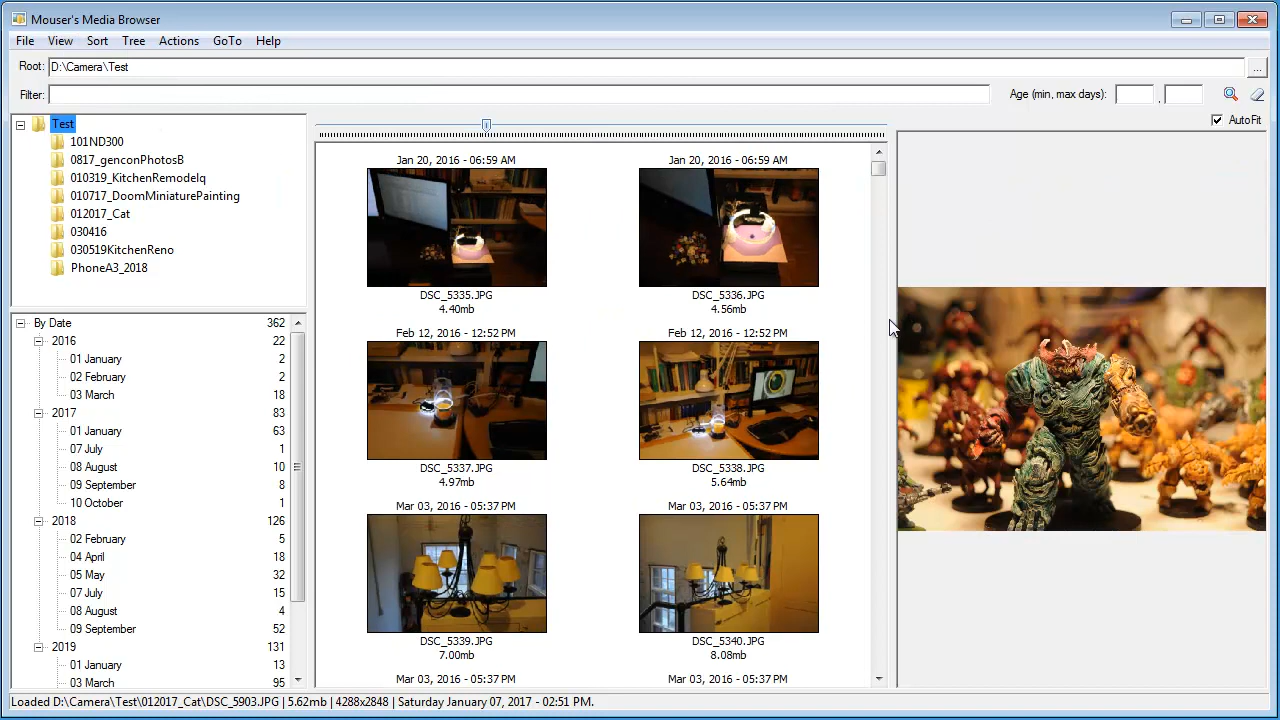 Mouser's Media Browser
File View Sort Tree Actions GoTo Help
Root: D:\Camera\Test ...
Filter: Age (min, max days): ,
AutoFit
Test
101ND300
0817_genconPhotosB
010319_KitchenRemodelq
010717_DoomMiniaturePainting
012017_Cat
030416
030519KitchenReno
PhoneA3_2018
By Date 362
2016 22
01 January 2
02 February 2
03 March 18
2017 83
01 January 63
07 July 1
08 August 10
09 September 8
10 October 1
2018 126
02 February 5
04 April 18
05 May 32
07 July 15
08 August 4
09 September 52
2019 131
01 January 13
03 March 95
Jan 20, 2016 - 06:59 AM Jan 20, 2016 - 06:59 AM
DSC_5335.JPG DSC_5336.JPG
4.40mb 4.56mb
Feb 12, 2016 - 12:52 PM Feb 12, 2016 - 12:52 PM
DSC_5337.JPG DSC_5338.JPG
4.97mb 5.64mb
Mar 03, 2016 - 05:37 PM Mar 03, 2016 - 05:37 PM
DSC_5339.JPG DSC_5340.JPG
7.00mb 8.08mb
Mar 03, 2016 - 05:37 PM Mar 03, 2016 - 05:37 PM
Loaded D:\Camera\Test\012017_Cat\DSC_5903.JPG | 5.62mb | 4288x2848 | Saturday January 07, 2017 - 02:51 PM.